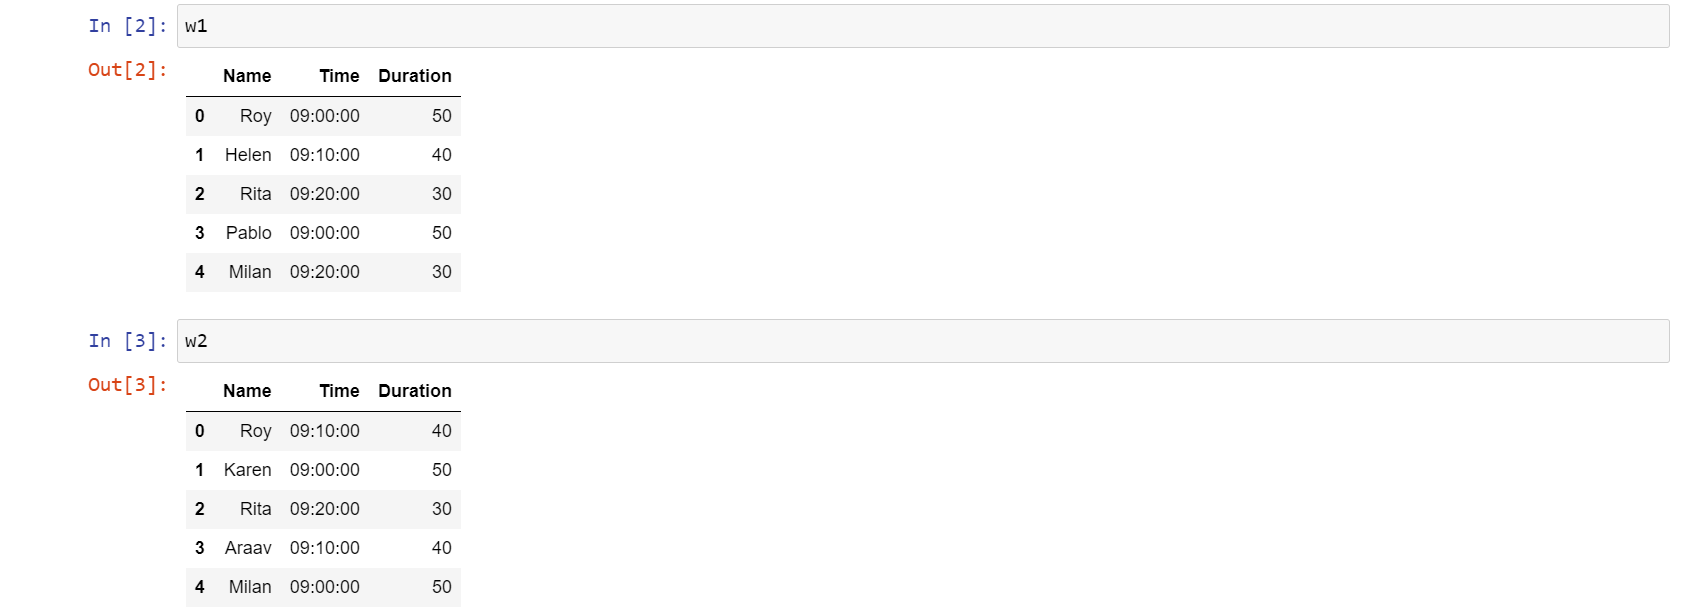 In [2]: w1
Out[2]:
Name Time Duration
0 Roy 09:00:00 50
1 Helen 09:10:00 40
2 Rita 09:20:00 30
3 Pablo 09:00:00 50
4 Milan 09:20:00 30
In [3]: w2
Out[3]:
Name Time Duration
0 Roy 09:10:00 40
1 Karen 09:00:00 50
2 Rita 09:20:00 30
3 Araav 09:10:00 40
4 Milan 09:00:00 50